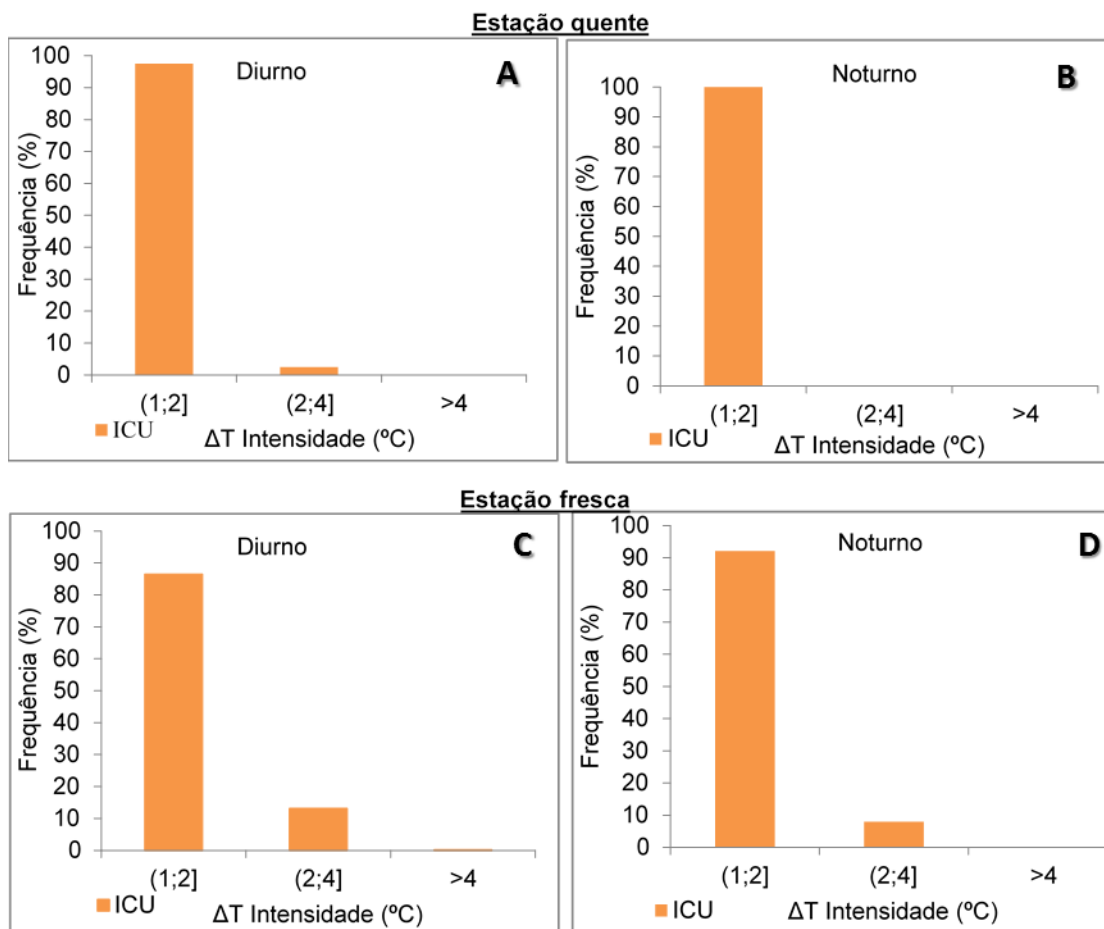 Estação quente
Diurno
A
Frequência (%)
100
90
80
70
60
50
40
30
20
10
0
(1;2] (2;4] >4
ICU
ΔT Intensidade (ºC)
Noturno
B
Frequência (%)
100
90
80
70
60
50
40
30
20
10
0
(1;2] (2;4] >4
ICU
ΔT Intensidade (ºC)
Estação fresca
Diurno
C
Frequência (%)
100
90
80
70
60
50
40
30
20
10
0
(1;2] (2;4] >4
ICU
ΔT Intensidade (ºC)
Noturno
D
Frequência (%)
100
90
80
70
60
50
40
30
20
10
0
(1;2] (2;4] >4
ICU
ΔT Intensidade (ºC)